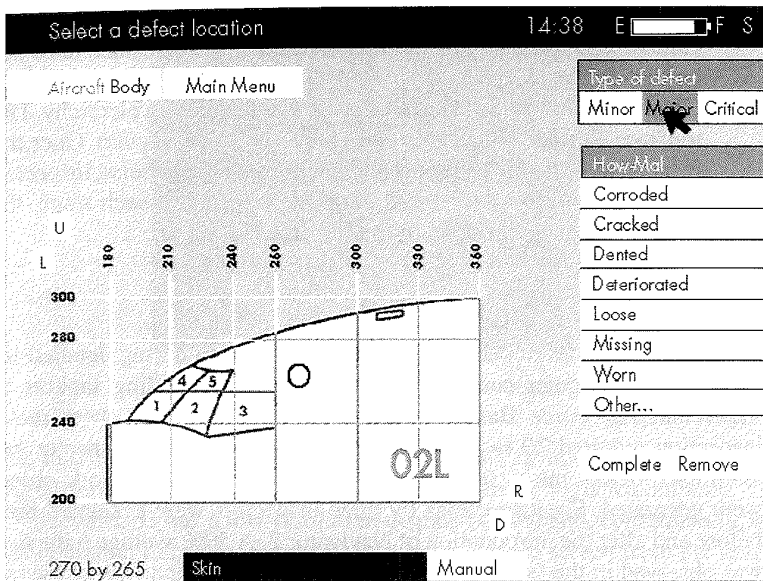 Select a defect location 14:38 E F S
Aircraft Body Main Menu
Type of defect
Minor Major Critical
How-Mal
Corroded
Cracked
Dented
Deteriorated
Loose
Missing
Worn
Other...
Complete Remove
U
L 180 210 240 260 300 330 360
300
280
240
200
4 5
1 2 3
02L
R
D
270 by 265 Skin Manual